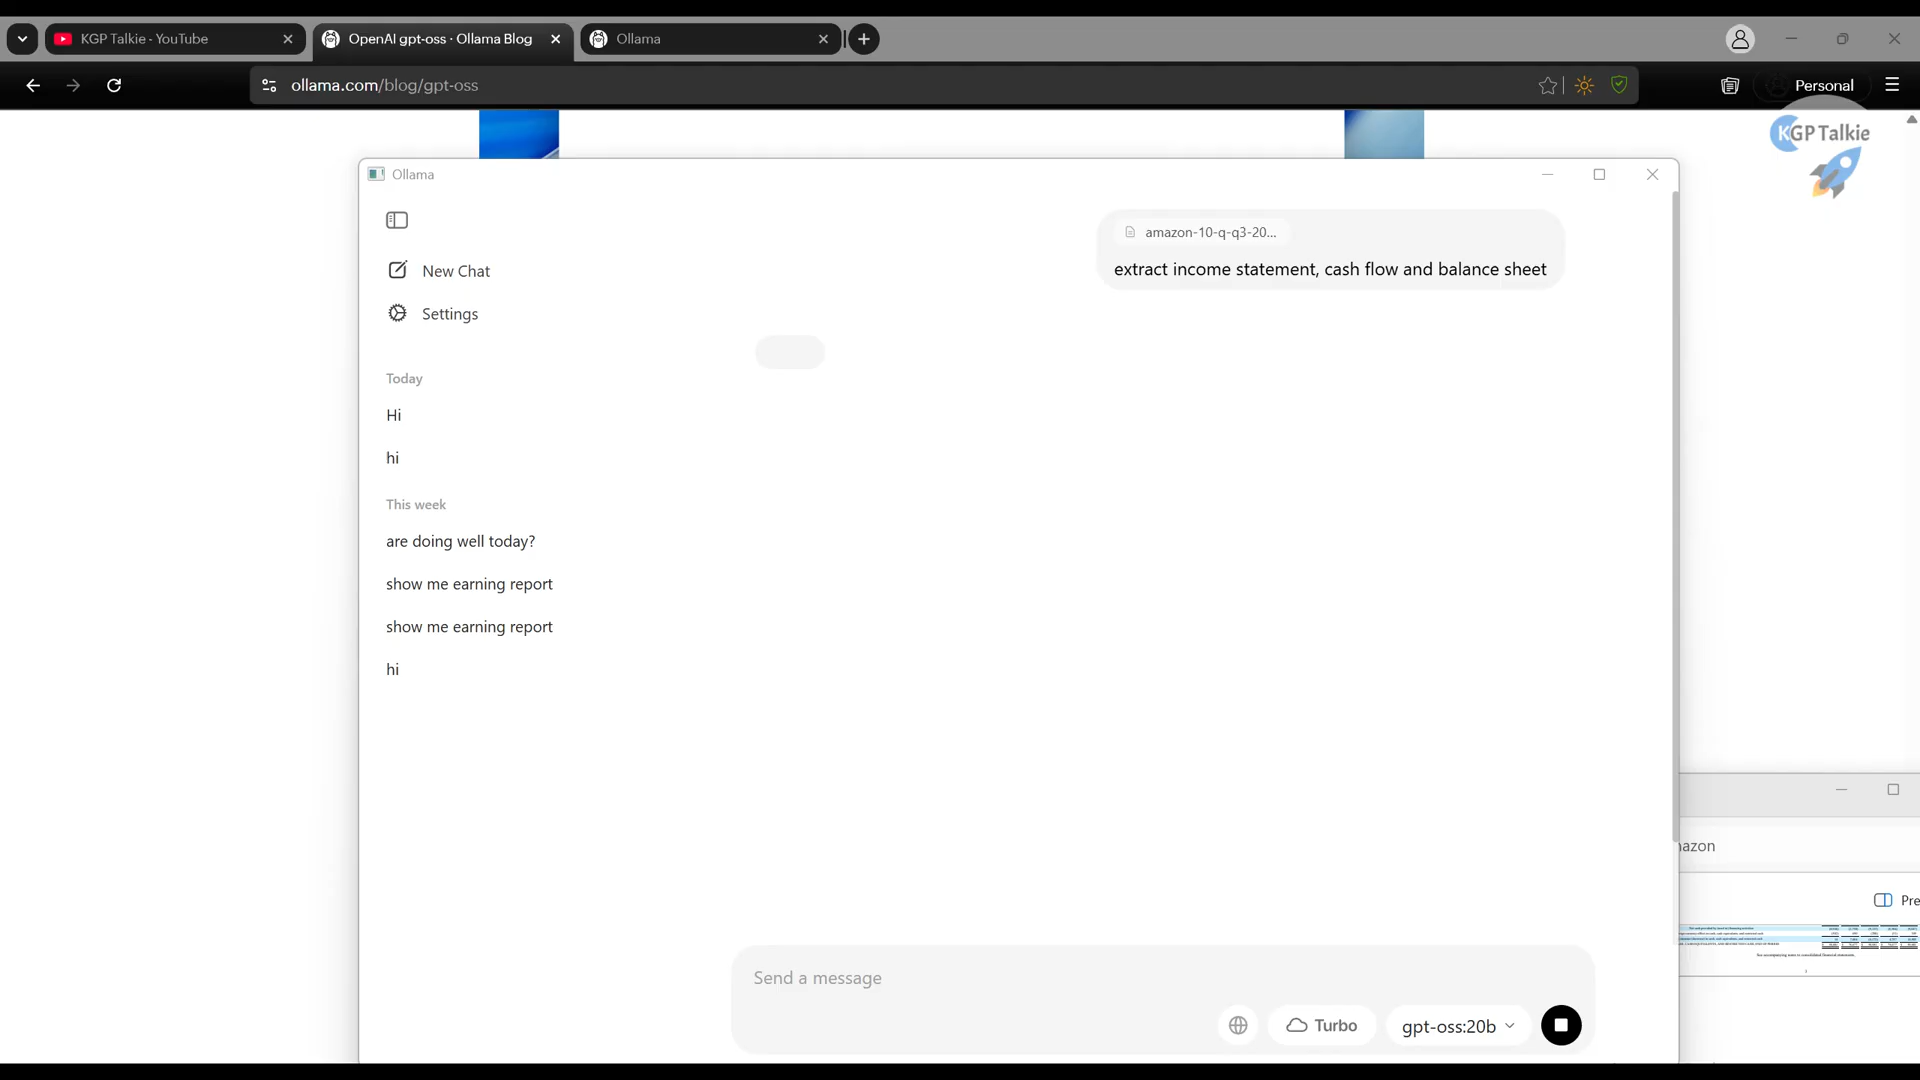 KGP Talkie - YouTube
OpenAI gpt-oss · Ollama Blog
Ollama
ollama.com/blog/gpt-oss
Personal
KGP Talkie
Ollama
amazon-10-q-q3-20...
extract income statement, cash flow and balance sheet
New Chat
Settings
Today
Hi
hi
This week
are doing well today?
show me earning report
show me earning report
hi
Send a message
Turbo
gpt-oss:20b
azon
Pre